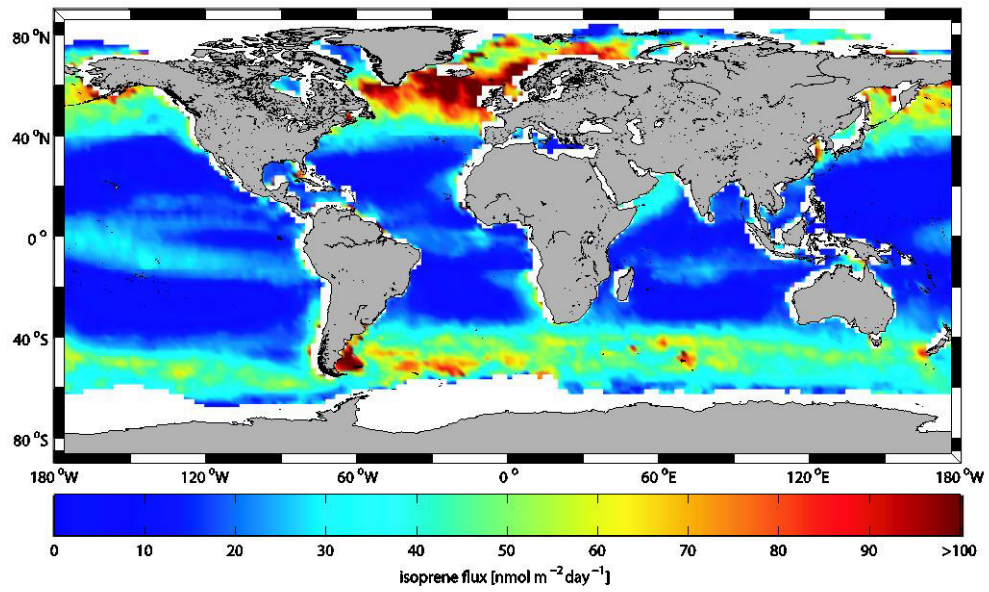 80 °N
40 °N
0 °
40 °S
80 °S
180 °W 120 °W 60 °W 0 ° 60 °E 120 °E 180 °W
0 10 20 30 40 50 60 70 80 90 >100
isoprene flux [nmol m⁻² day⁻¹]